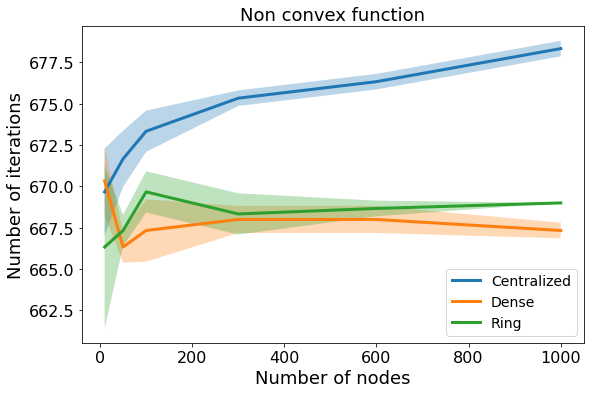 Non convex function
Number of iterations
677.5
675.0
672.5
670.0
667.5
665.0
662.5
Centralized
Dense
Ring
0 200 400 600 800 1000
Number of nodes